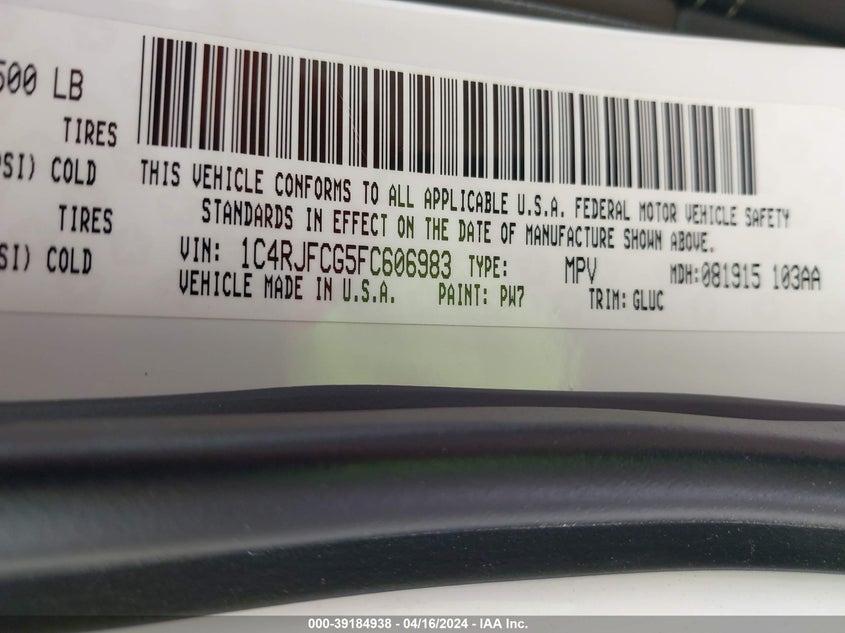 500 LB
TIRES
PSI) COLD
TIRES
SI) COLD
THIS VEHICLE CONFORMS TO ALL APPLICABLE U.S.A. FEDERAL MOTOR VEHICLE SAFETY
STANDARDS IN EFFECT ON THE DATE OF MANUFACTURE SHOWN ABOVE.
VIN: 1C4RJFCG5FC606983 TYPE: MPV MDH:081915 103AA
VEHICLE MADE IN U.S.A. PAINT: PW7 TRIM: GLUC
000-39184938 - 04/16/2024 - IAA Inc.